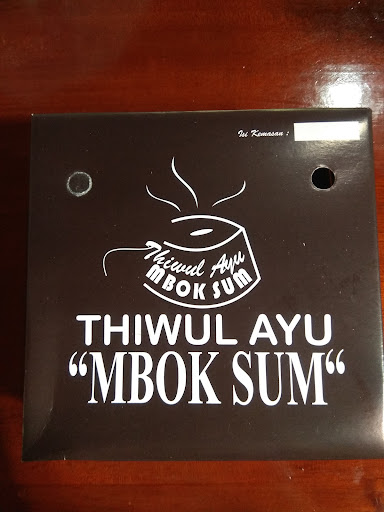 Isi Kemasan :
Thiwul Ayu
MBOK SUM
THIWUL AYU
“MBOK SUM“